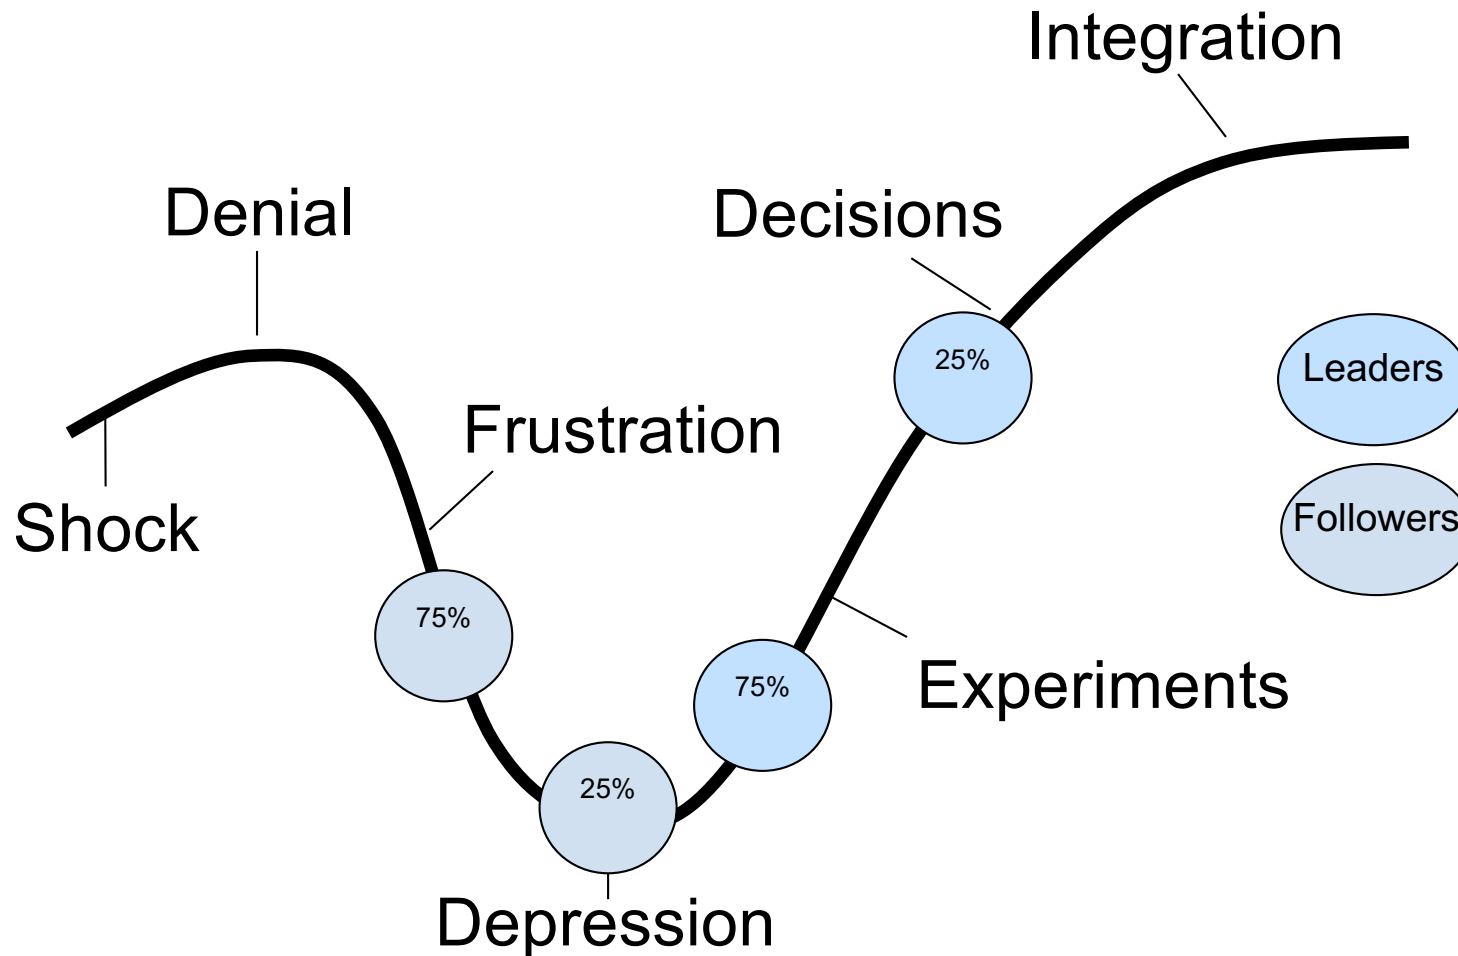 Integration
Denial
Decisions
25%
Leaders
Frustration
Shock
Followers
75%
75%
Experiments
25%
Depression